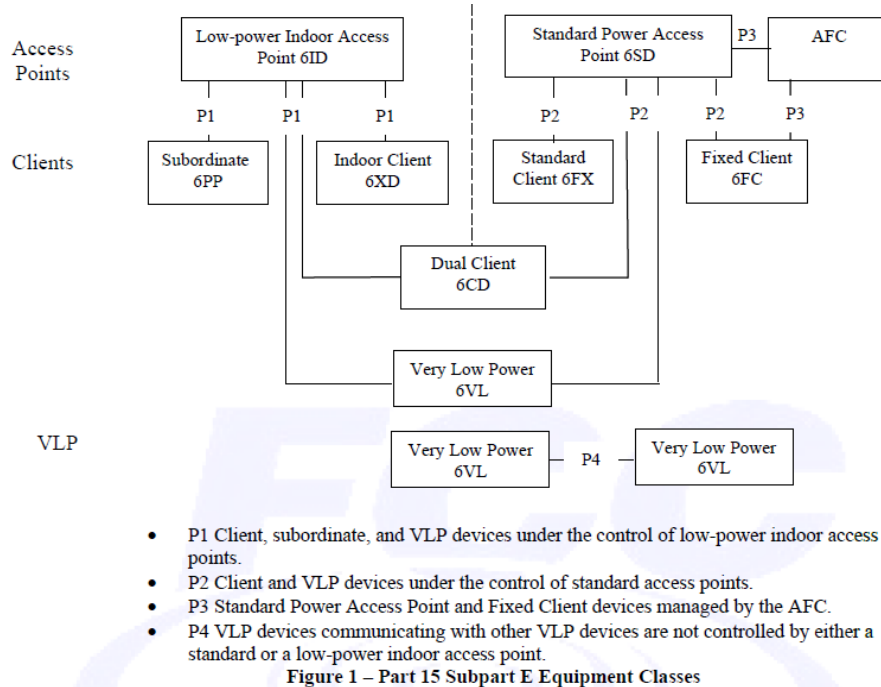 Access
Points
Low-power Indoor Access
Point 6ID
Standard Power Access
Point 6SD
P3
AFC
P1
P1
P1
P2
P2
P2
P3
Clients
Subordinate
6PP
Indoor Client
6XD
Standard
Client 6FX
Fixed Client
6FC
Dual Client
6CD
Very Low Power
6VL
VLP
Very Low Power
6VL
P4
Very Low Power
6VL
• P1 Client, subordinate, and VLP devices under the control of low-power indoor access
points.
• P2 Client and VLP devices under the control of standard access points.
• P3 Standard Power Access Point and Fixed Client devices managed by the AFC.
• P4 VLP devices communicating with other VLP devices are not controlled by either a
standard or a low-power indoor access point.
Figure 1 – Part 15 Subpart E Equipment Classes
FCC